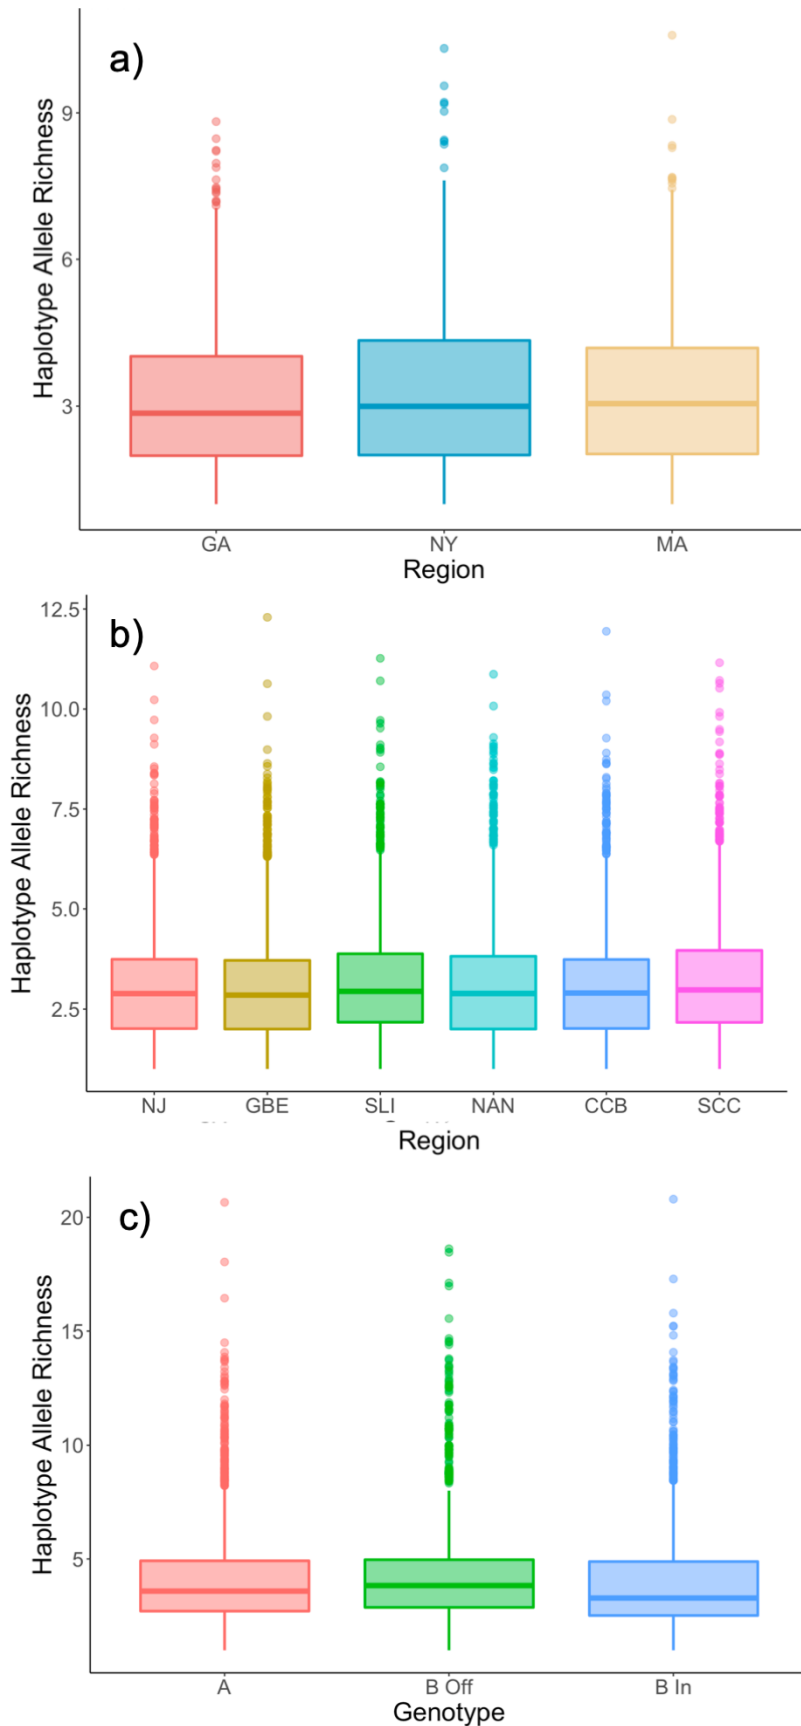 a)
Haplotype Allele Richness
9
6
3
GA NY MA
Region
b)
Haplotype Allele Richness
12.5
10.0
7.5
5.0
2.5
NJ GBE SLI NAN CCB SCC
Region
c)
Haplotype Allele Richness
20
15
10
5
A B Off B In
Genotype